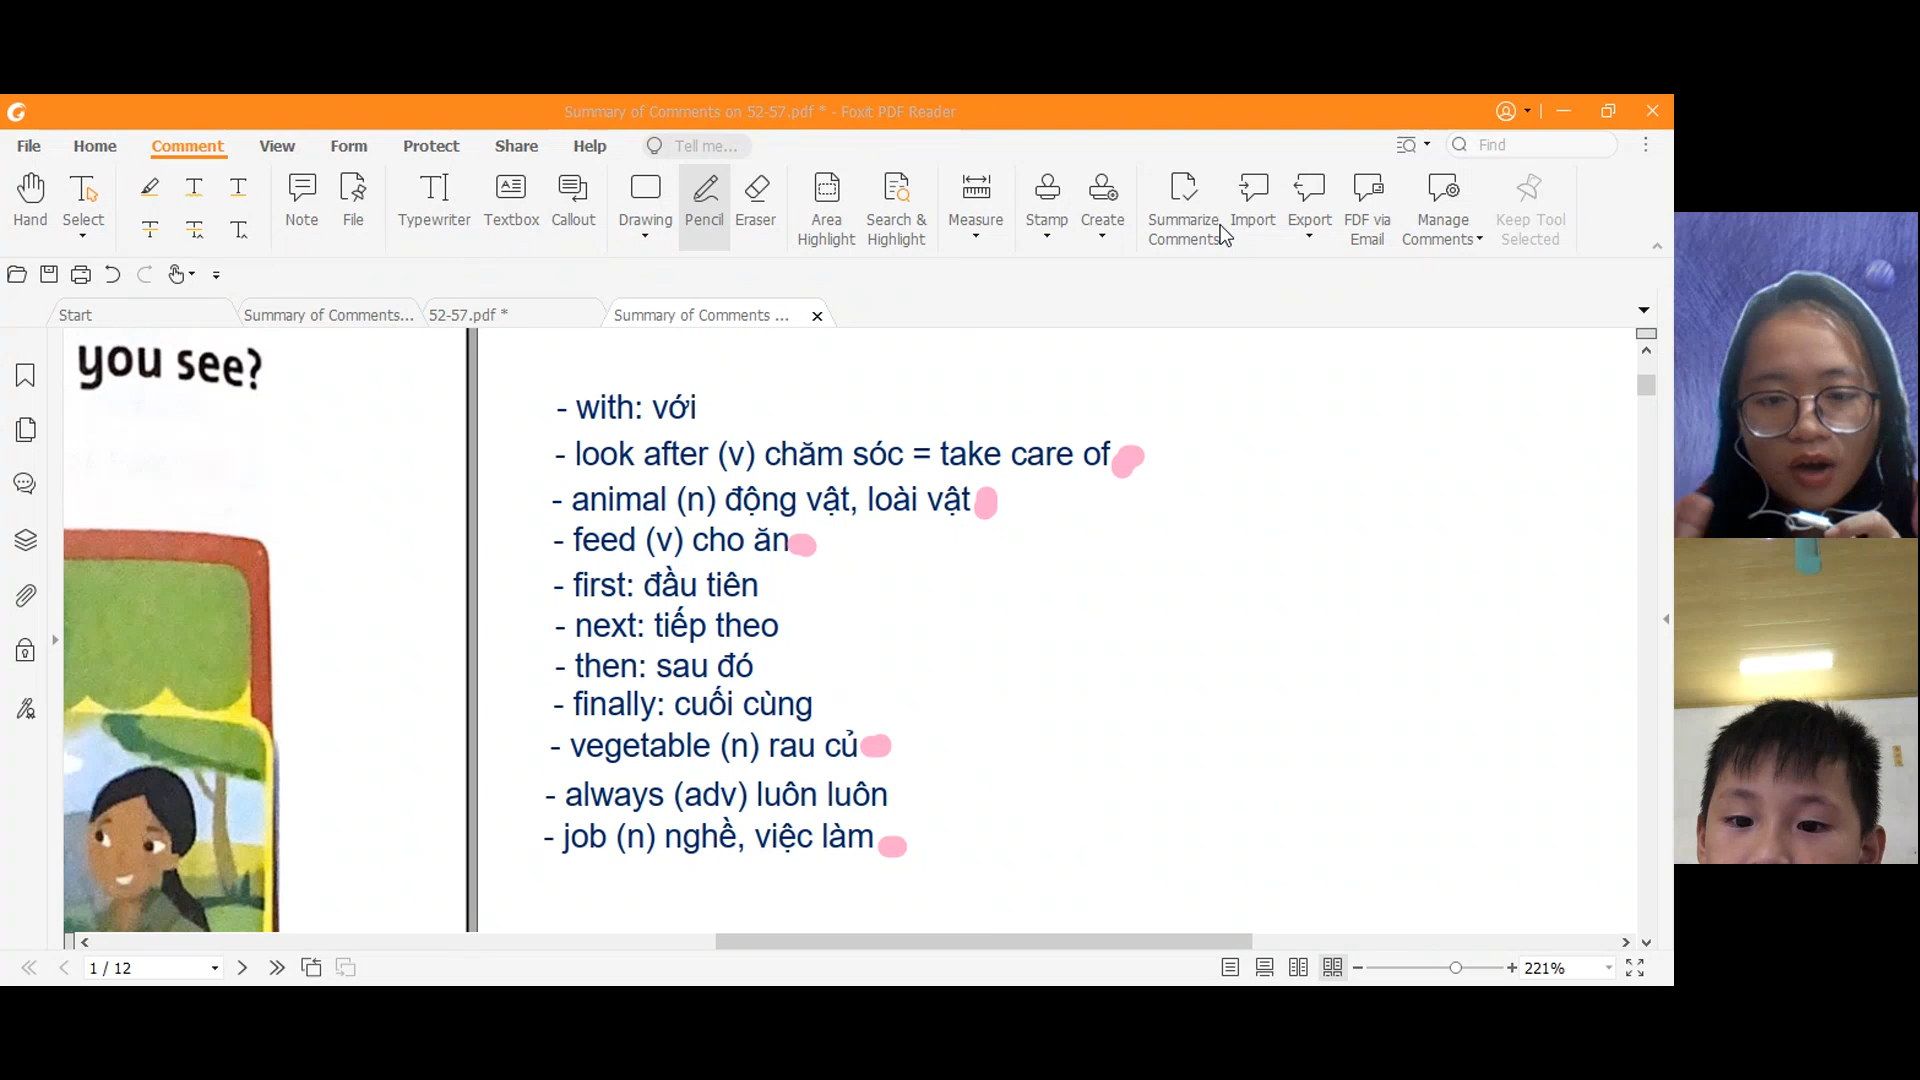 Summary of Comments on 52-57.pdf * - Foxit PDF Reader
File Home Comment View Form Protect Share Help Tell me... Find
Hand Select Note File Typewriter Textbox Callout Drawing Pencil Eraser Area Highlight Search & Highlight Measure Stamp Create Summarize Comments Import Export FDF via Email Manage Comments Keep Tool Selected
Start Summary of Comments... 52-57.pdf * Summary of Comments ...
you see?
- with: với
- look after (v) chăm sóc = take care of
- animal (n) động vật, loài vật
- feed (v) cho ăn
- first: đầu tiên
- next: tiếp theo
- then: sau đó
- finally: cuối cùng
- vegetable (n) rau củ
- always (adv) luôn luôn
- job (n) nghề, việc làm
1 / 12 221%